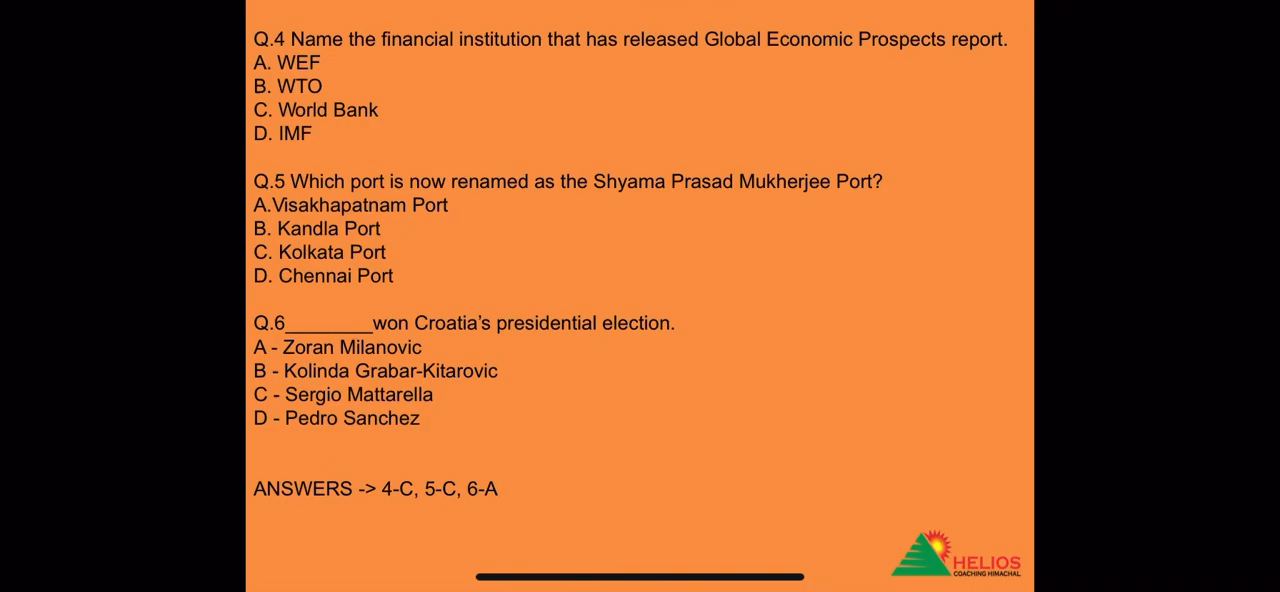 Q.4 Name the financial institution that has released Global Economic Prospects report.
A. WEF
B. WTO
C. World Bank
D. IMF
Q.5 Which port is now renamed as the Shyama Prasad Mukherjee Port?
A.Visakhapatnam Port
B. Kandla Port
C. Kolkata Port
D. Chennai Port
Q.6________won Croatia’s presidential election.
A - Zoran Milanovic
B - Kolinda Grabar-Kitarovic
C - Sergio Mattarella
D - Pedro Sanchez
ANSWERS -> 4-C, 5-C, 6-A
HELIOS
COACHING HIMACHAL